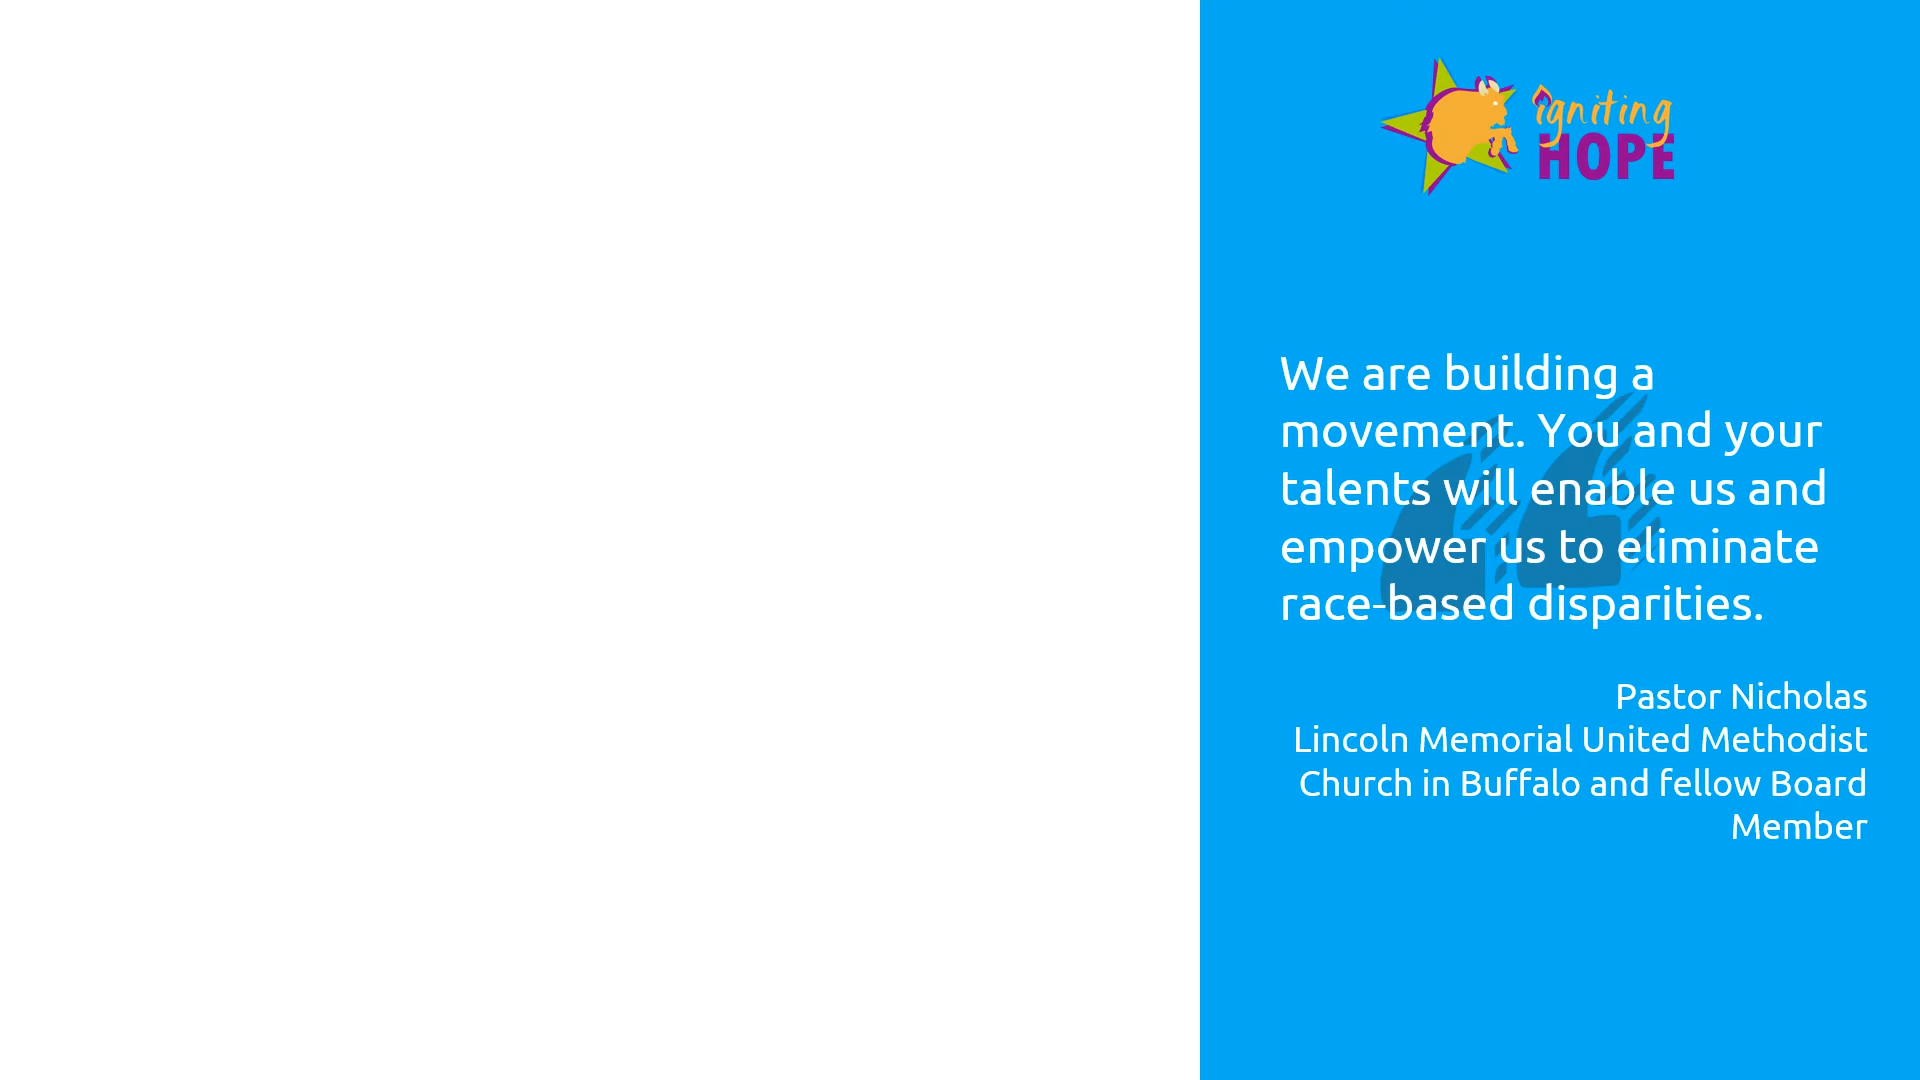 igniting
HOPE
We are building a
movement. You and your
talents will enable us and
empower us to eliminate
race-based disparities.
Pastor Nicholas
Lincoln Memorial United Methodist
Church in Buffalo and fellow Board
Member